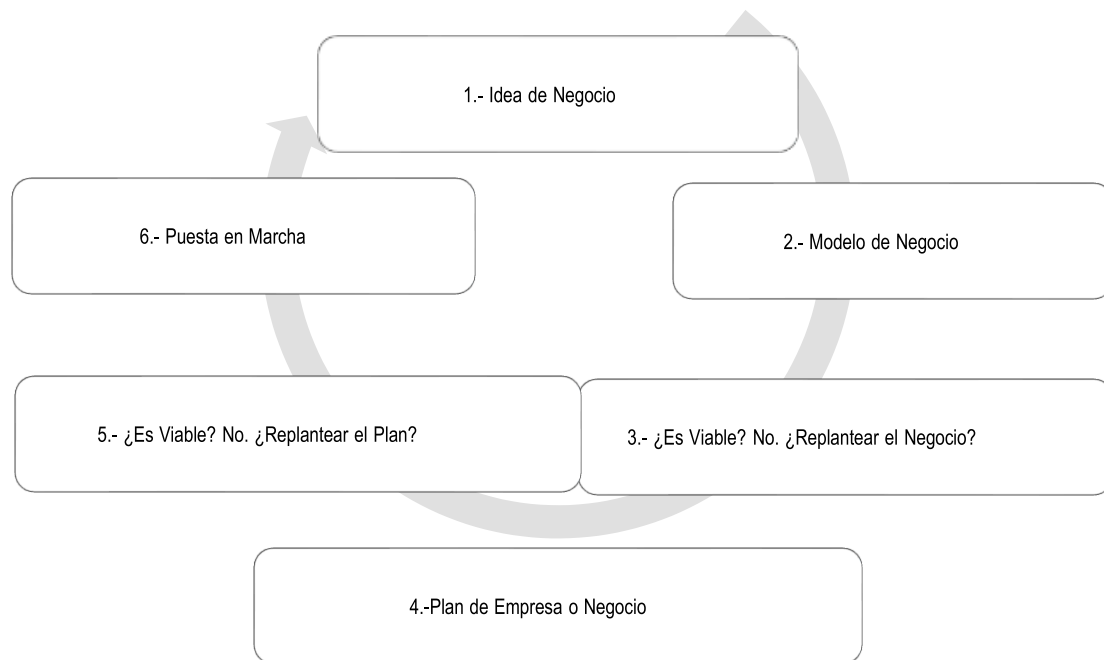 1.- Idea de Negocio
2.- Modelo de Negocio
3.- ¿Es Viable? No. ¿Replantear el Negocio?
4.-Plan de Empresa o Negocio
5.- ¿Es Viable? No. ¿Replantear el Plan?
6.- Puesta en Marcha